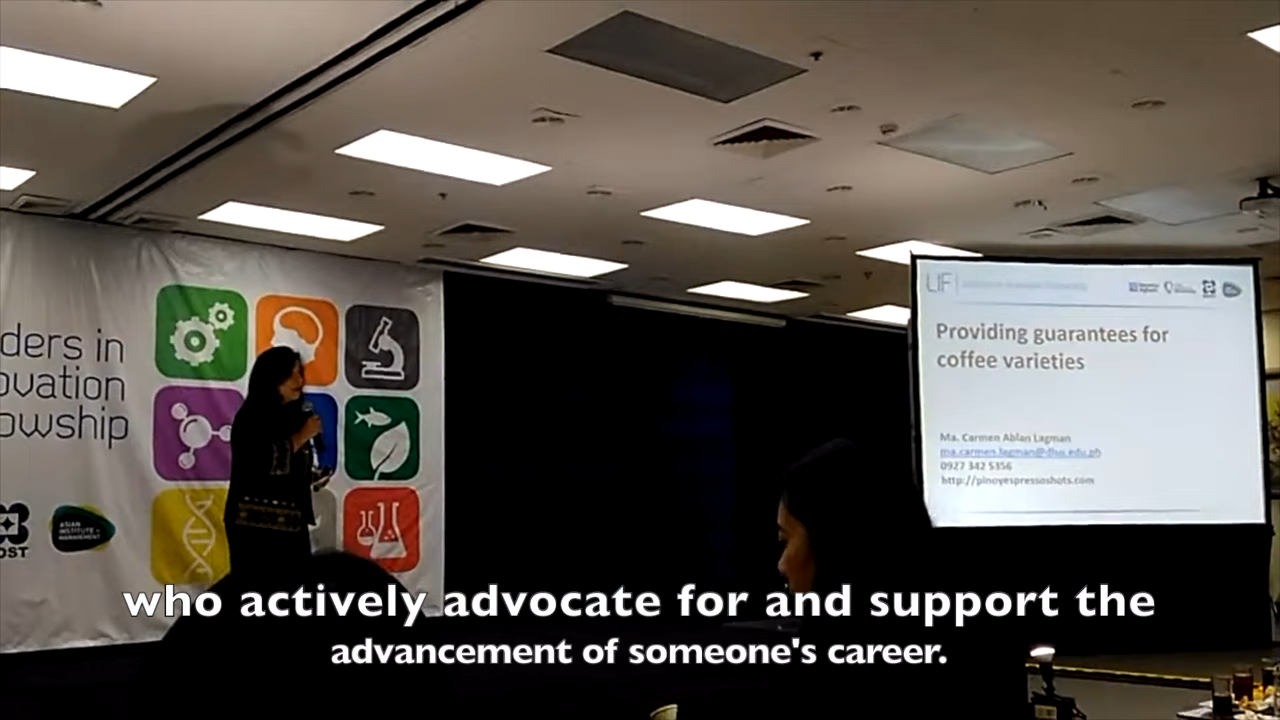 ders in
ovation
owship
OST
ASIAN
INSTITUTE OF
MANAGEMENT
LIF
Providing guarantees for
coffee varieties
Ma. Carmen Ablan Lagman
ma.carmen.lagman@dlsu.edu.ph
0927 342 5356
http://pinoyespressoshots.com
who actively advocate for and support the
advancement of someone's career.